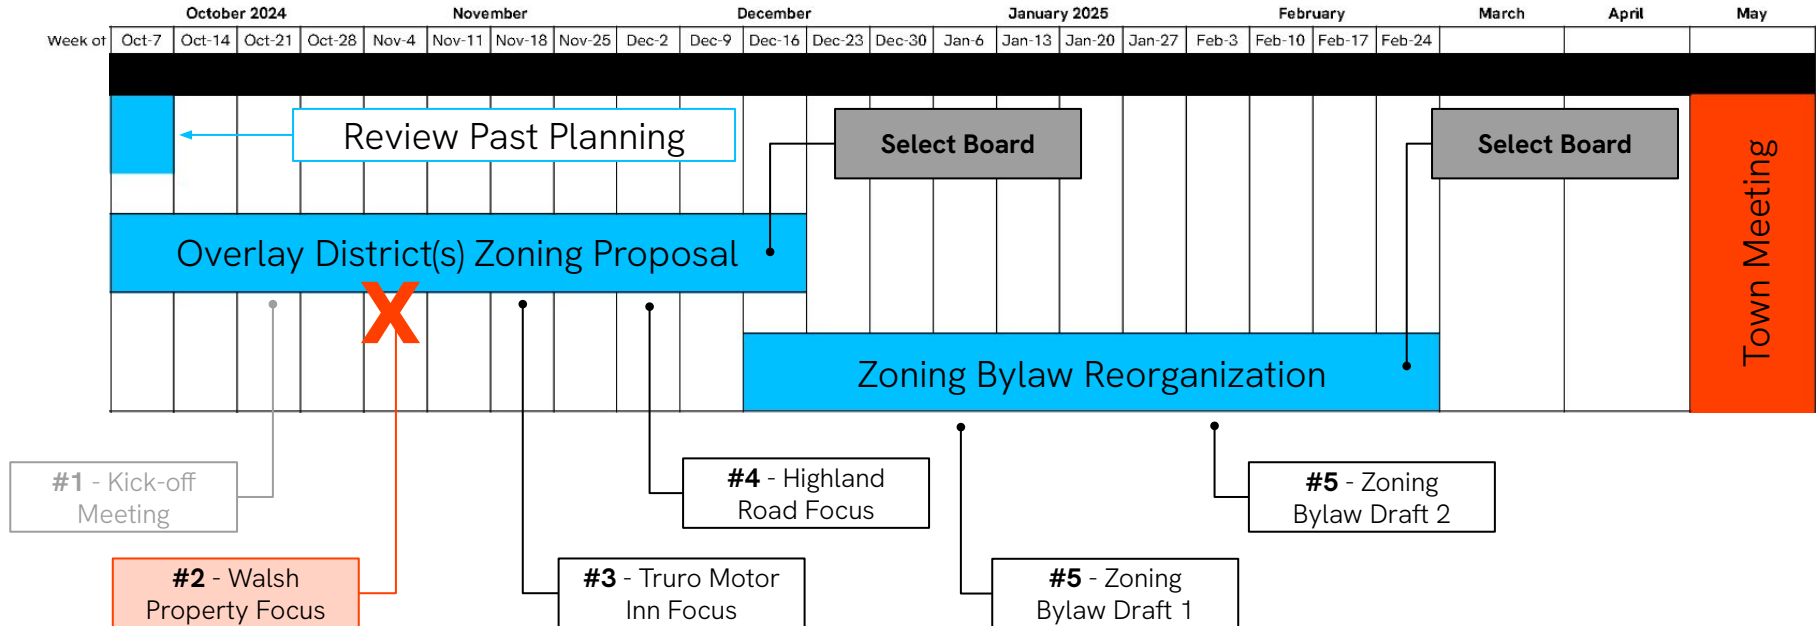 October 2024 November December January 2025 February March April May
Week of Oct-7 Oct-14 Oct-21 Oct-28 Nov-4 Nov-11 Nov-18 Nov-25 Dec-2 Dec-9 Dec-16 Dec-23 Dec-30 Jan-6 Jan-13 Jan-20 Jan-27 Feb-3 Feb-10 Feb-17 Feb-24
Review Past Planning
Select Board
Select Board
Overlay District(s) Zoning Proposal
X
Town Meeting
Zoning Bylaw Reorganization
#1 - Kick-off
Meeting
#4 - Highland
Road Focus
#5 - Zoning
Bylaw Draft 2
#2 - Walsh
Property Focus
#3 - Truro Motor
Inn Focus
#5 - Zoning
Bylaw Draft 1